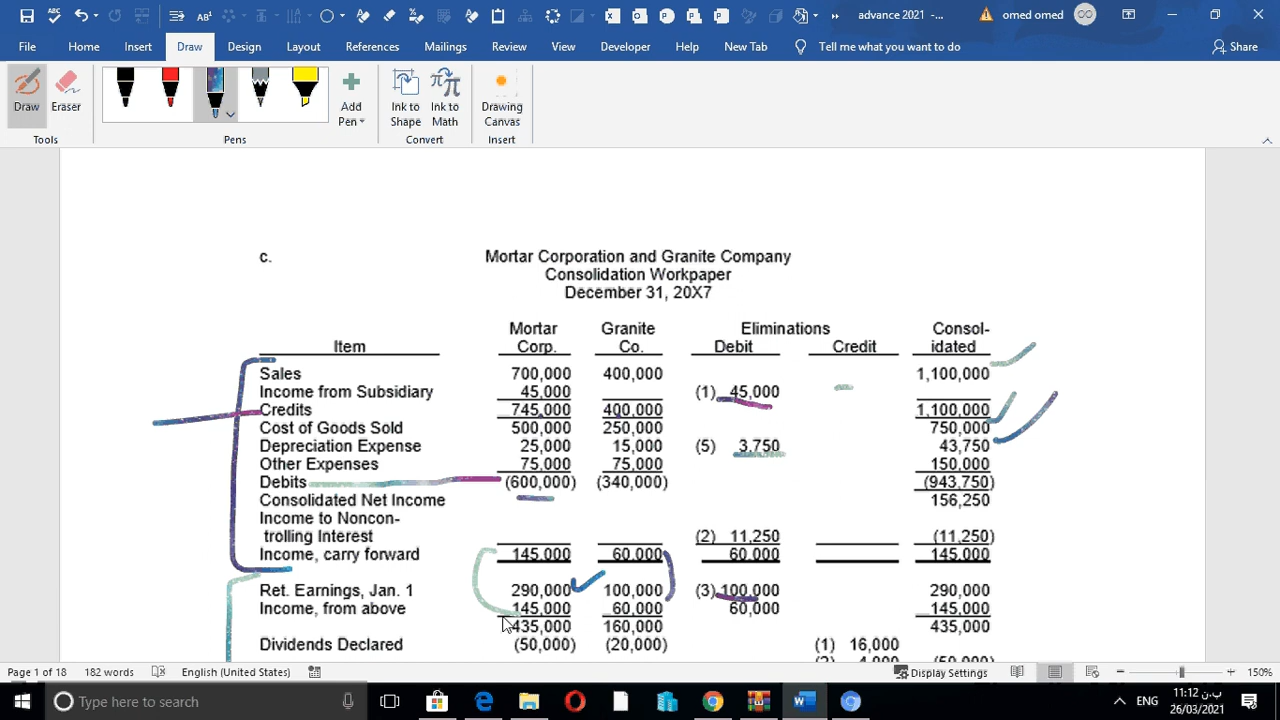 advance 2021 -... omed omed
File Home Insert Draw Design Layout References Mailings Review View Developer Help New Tab Tell me what you want to do Share
Draw Eraser Add Pen Ink to Shape Ink to Math Drawing Canvas
Tools Pens Convert Insert
c. Mortar Corporation and Granite Company
Consolidation Workpaper
December 31, 20X7
Mortar Granite Eliminations Consol-
Item Corp. Co. Debit Credit idated
Sales 700,000 400,000 1,100,000
Income from Subsidiary 45,000 (1) 45,000
Credits 745,000 400,000 1,100,000
Cost of Goods Sold 500,000 250,000 750,000
Depreciation Expense 25,000 15,000 (5) 3,750 43,750
Other Expenses 75,000 75,000 150,000
Debits (600,000) (340,000) (943,750)
Consolidated Net Income 156,250
Income to Noncon-
trolling Interest (2) 11,250 (11,250)
Income, carry forward 145,000 60,000 60,000 145,000
Ret. Earnings, Jan. 1 290,000 100,000 (3) 100,000 290,000
Income, from above 145,000 60,000 60,000 145,000
435,000 160,000 435,000
Dividends Declared (50,000) (20,000) (1) 16,000
Page 1 of 18 182 words English (United States) Display Settings 150%
Type here to search ENG 11:12 ب.ن
26/03/2021